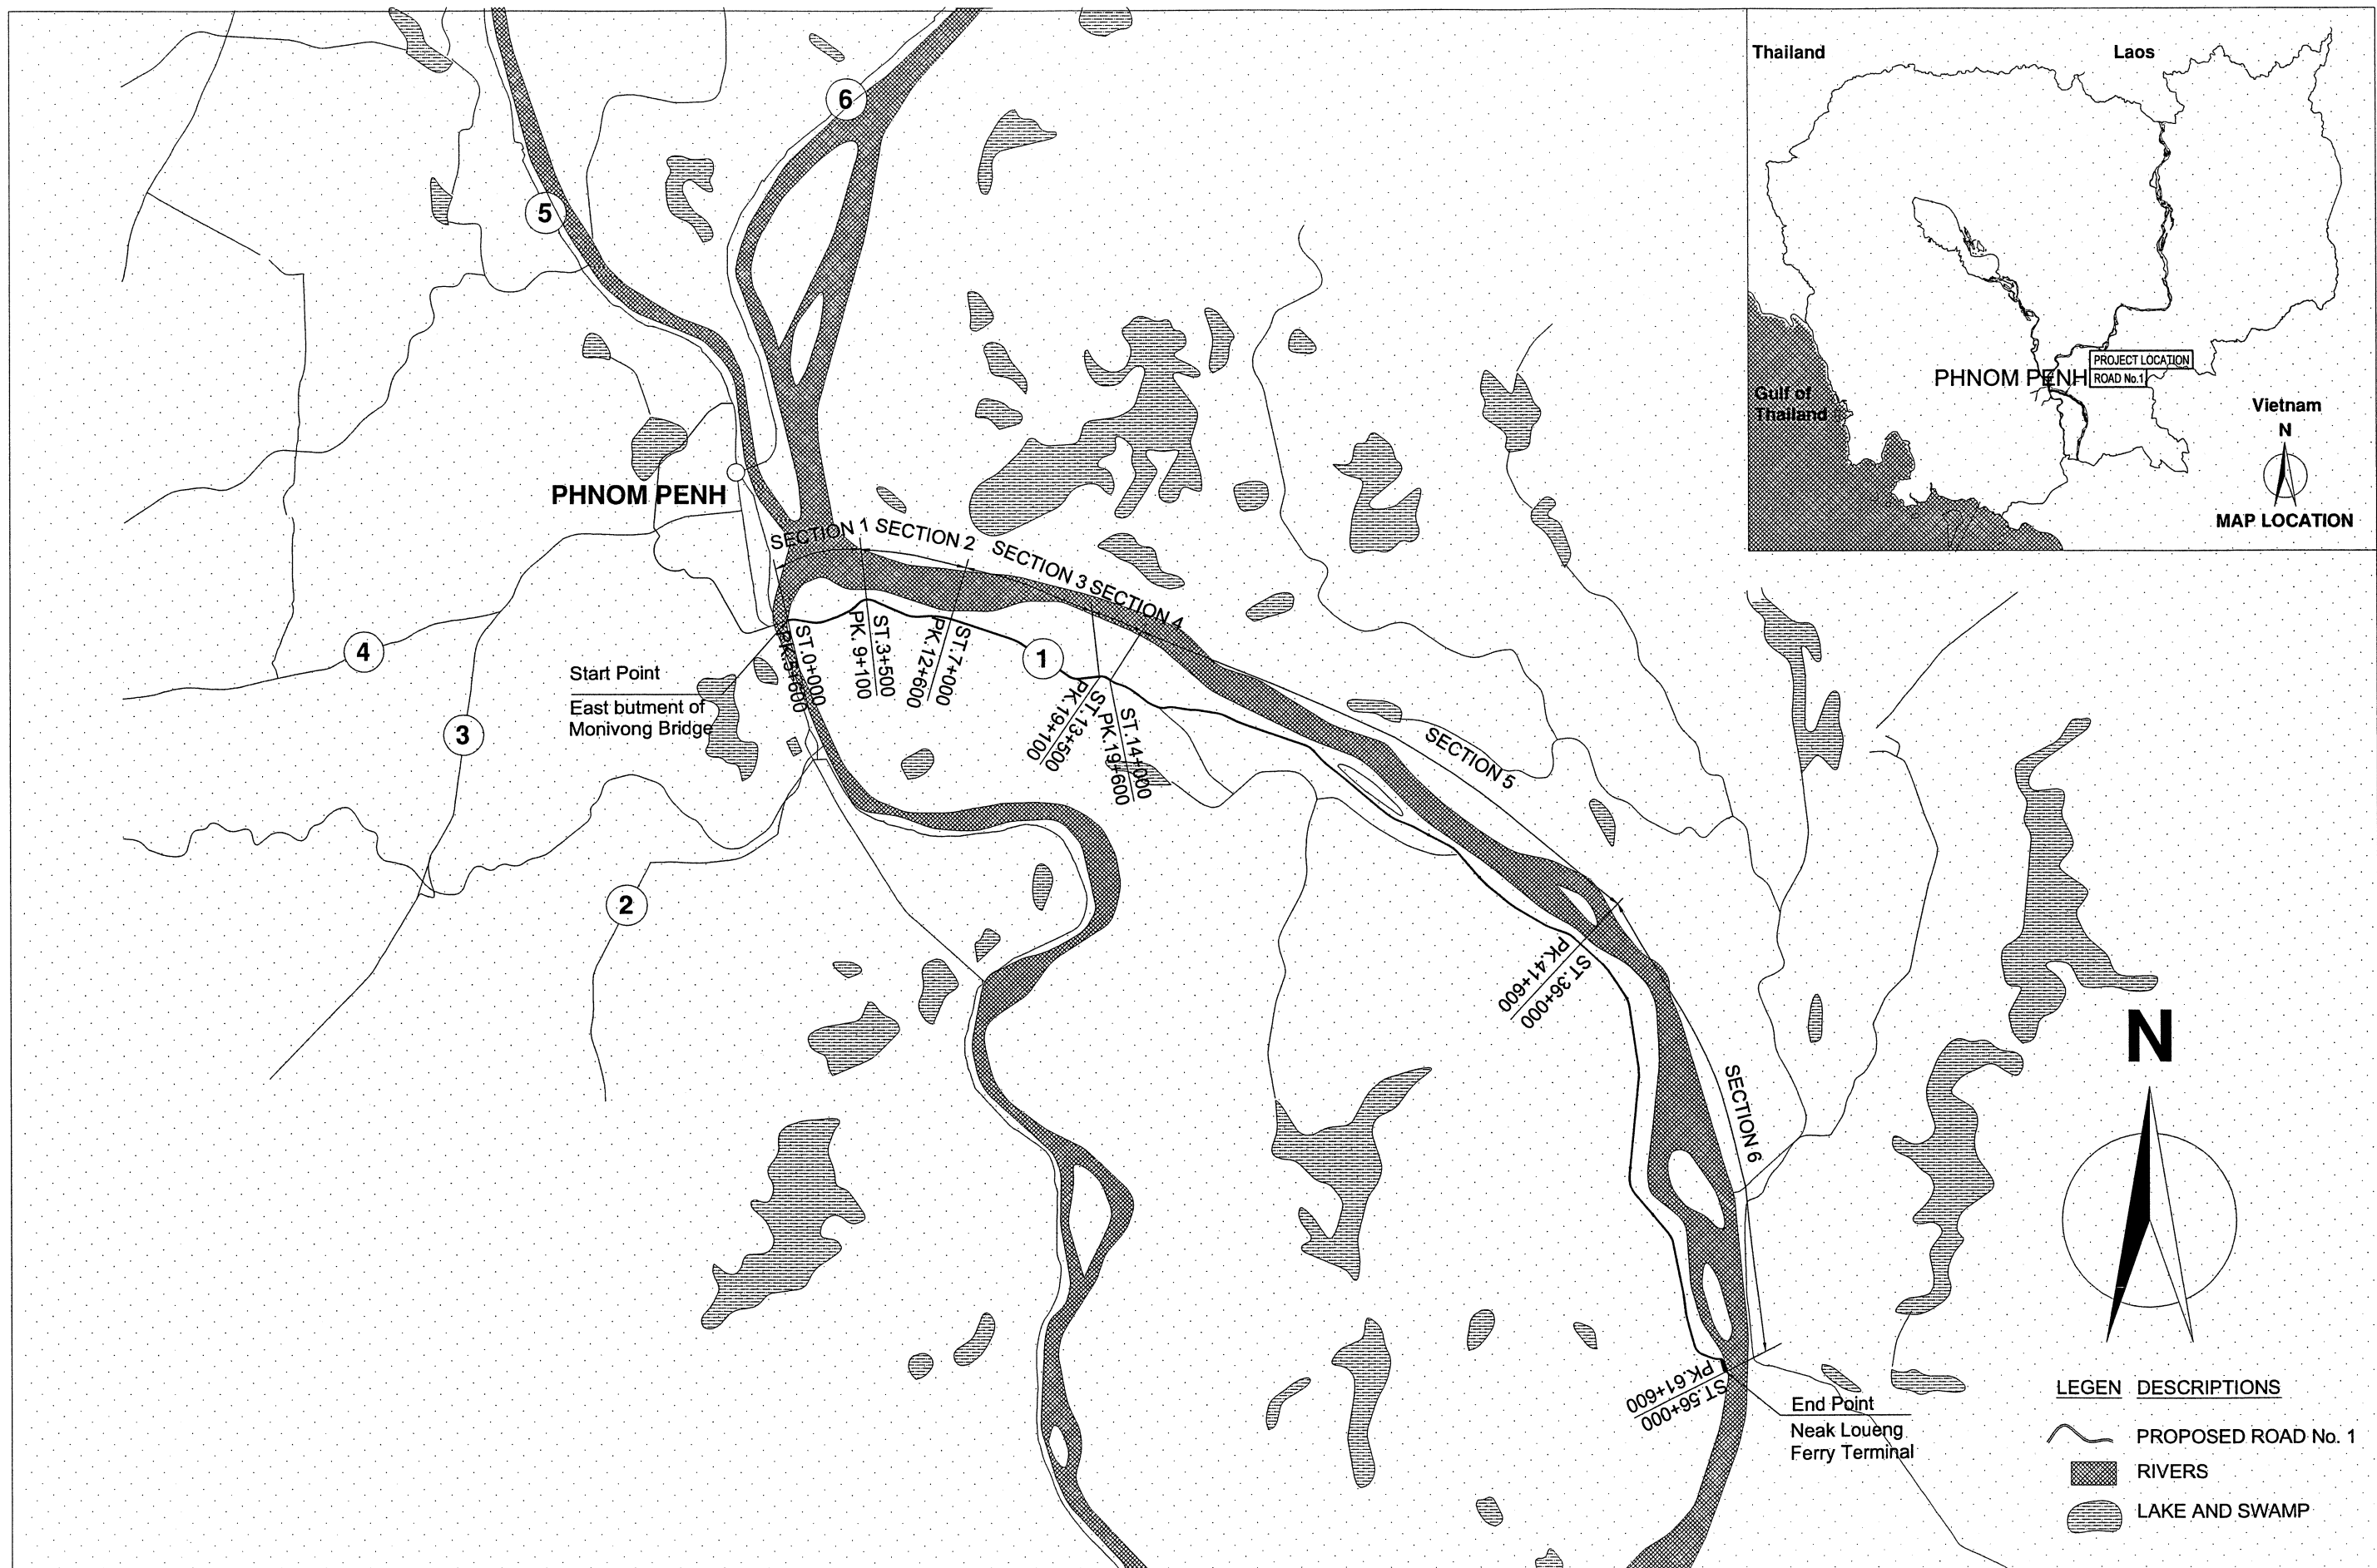 Thailand
Laos
PROJECT LOCATION
PHNOM PENH
ROAD No.1
Gulf of
Thailand
Vietnam
N
MAP LOCATION
6
5
PHNOM PENH
SECTION 1
SECTION 2
SECTION 3
SECTION 4
SECTION 5
SECTION 6
4
3
2
1
Start Point
East butment of
Monivong Bridge
ST.0+000
PK.5+600
ST.3+500
PK. 9+100
ST.7+000
PK.12+600
ST.13+500
PK.19+100
ST.14+000
PK.19+600
ST.36+000
PK.41+600
ST.56+000
PK.61+600
End Point
Neak Loueng
Ferry Terminal
N
LEGEN DESCRIPTIONS
PROPOSED ROAD No. 1
RIVERS
LAKE AND SWAMP